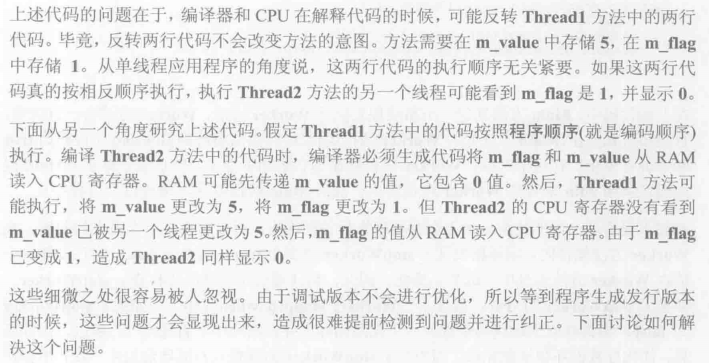 上述代码的问题在于，编译器和 CPU 在解释代码的时候，可能反转 Thread1 方法中的两行
代码。毕竟，反转两行代码不会改变方法的意图。方法需要在 m_value 中存储 5，在 m_flag
中存储 1。从单线程应用程序的角度说，这两行代码的执行顺序无关紧要。如果这两行代
码真的按相反顺序执行，执行 Thread2 方法的另一个线程可能看到 m_flag 是 1，并显示 0。
下面从另一个角度研究上述代码。假定 Thread1 方法中的代码按照程序顺序(就是编码顺序)
执行。编译 Thread2 方法中的代码时，编译器必须生成代码将 m_flag 和 m_value 从 RAM
读入 CPU 寄存器。RAM 可能先传递 m_value 的值，它包含 0 值。然后，Thread1 方法可
能执行，将 m_value 更改为 5，将 m_flag 更改为 1。但 Thread2 的 CPU 寄存器没有看到
m_value 已被另一个线程更改为 5。然后，m_flag 的值从 RAM 读入 CPU 寄存器。由于 m_flag
已变成 1，造成 Thread2 同样显示 0。
这些细微之处很容易被人忽视。由于调试版本不会进行优化，所以等到程序生成发行版本
的时候，这些问题才会显现出来，造成很难提前检测到问题并进行纠正。下面讨论如何解
决这个问题。